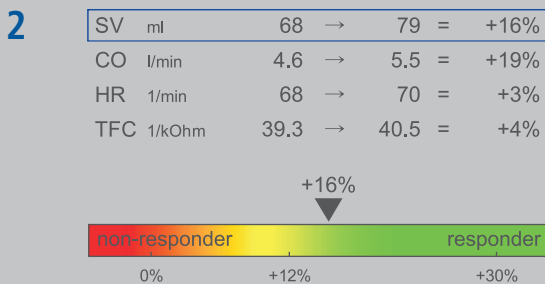 2
SV ml 68 → 79 = +16%
CO l/min 4.6 → 5.5 = +19%
HR 1/min 68 → 70 = +3%
TFC 1/kOhm 39.3 → 40.5 = +4%
+16%
non-responder responder
0% +12% +30%